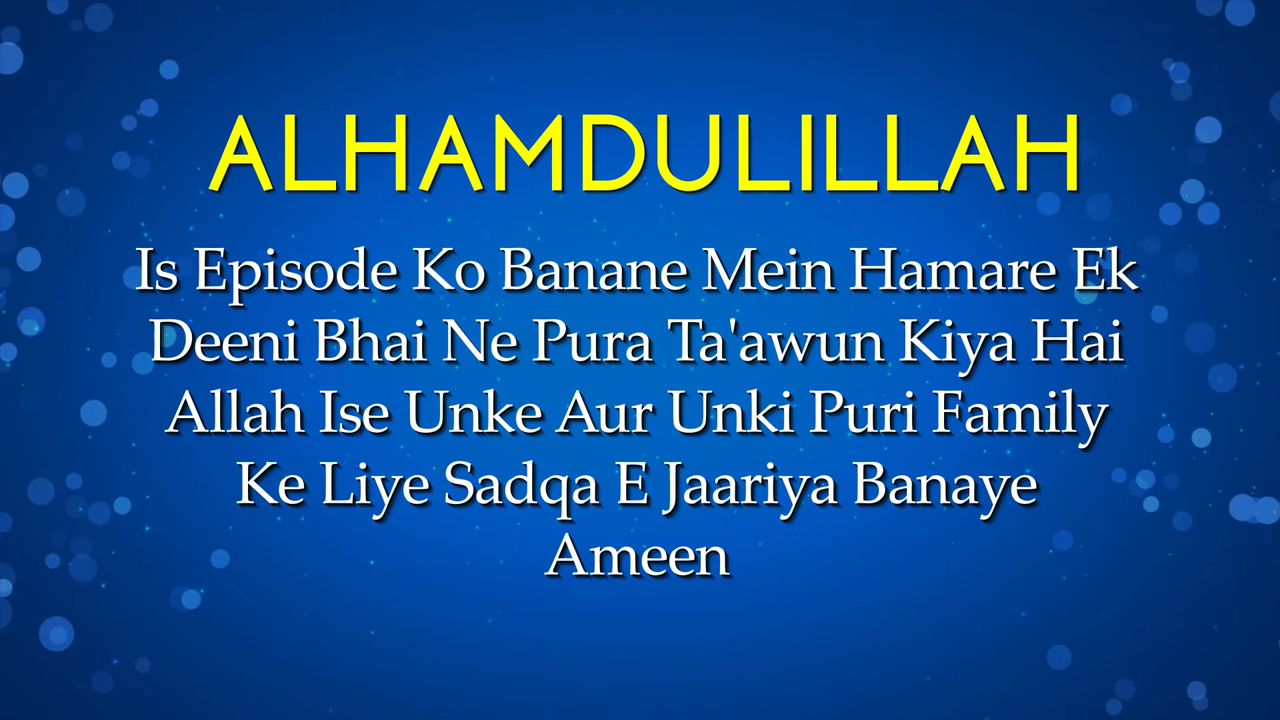 ALHAMDULILLAH
Is Episode Ko Banane Mein Hamare Ek
Deeni Bhai Ne Pura Ta'awun Kiya Hai
Allah Ise Unke Aur Unki Puri Family
Ke Liye Sadqa E Jaariya Banaye
Ameen